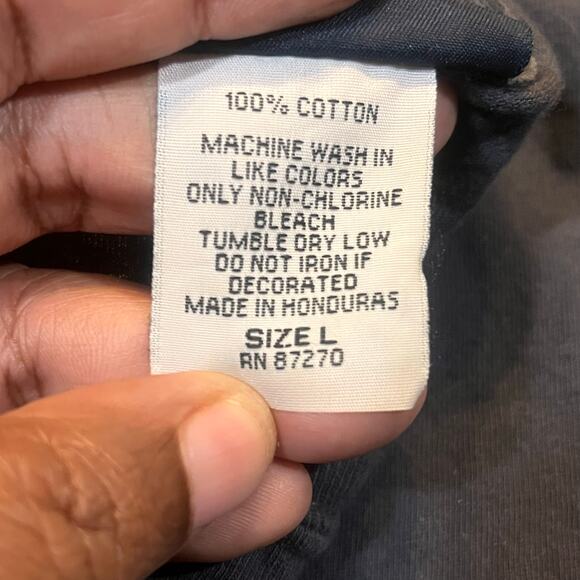 100% COTTON
MACHINE WASH IN
LIKE COLORS
ONLY NON-CHLORINE
BLEACH
TUMBLE DRY LOW
DO NOT IRON IF
DECORATED
MADE IN HONDURAS
SIZE L
RN 87270